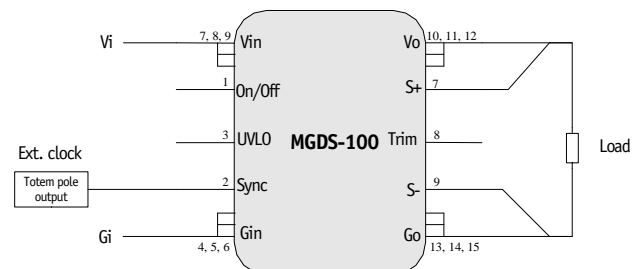 Vi 7, 8, 9 Vin Vo 10, 11, 12
1 On/Off S+ 7
3 UVLO MGDS-100 Trim 8 Load
Ext. clock
Totem pole
output
2 Sync S- 9
Gi 4, 5, 6 Gin Go 13, 14, 15